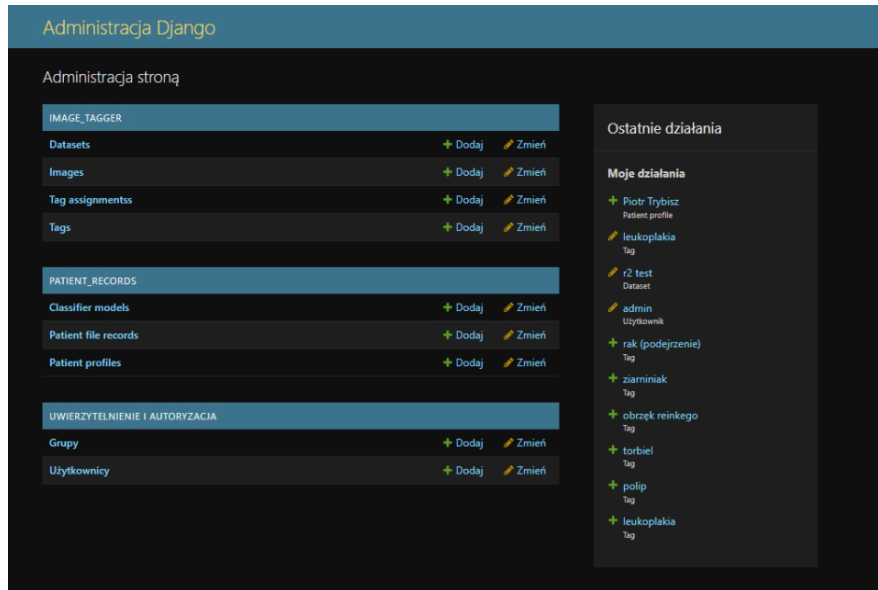 Administracja Django
Administracja stroną
IMAGE_TAGGER
Datasets Dodaj Zmień
Images Dodaj Zmień
Tag assignmentss Dodaj Zmień
Tags Dodaj Zmień
PATIENT_RECORDS
Classifier models Dodaj Zmień
Patient file records Dodaj Zmień
Patient profiles Dodaj Zmień
UWIERZYTELNIENIE I AUTORYZACJA
Grupy Dodaj Zmień
Użytkownicy Dodaj Zmień
Ostatnie działania
Moje działania
Piotr Trybisz
Patient profile
leukoplakia
Tag
r2 test
Dataset
admin
Użytkownik
rak (podejrzenie)
Tag
ziarniniak
Tag
obrzęk reinkego
Tag
torbiel
Tag
polip
Tag
leukoplakia
Tag